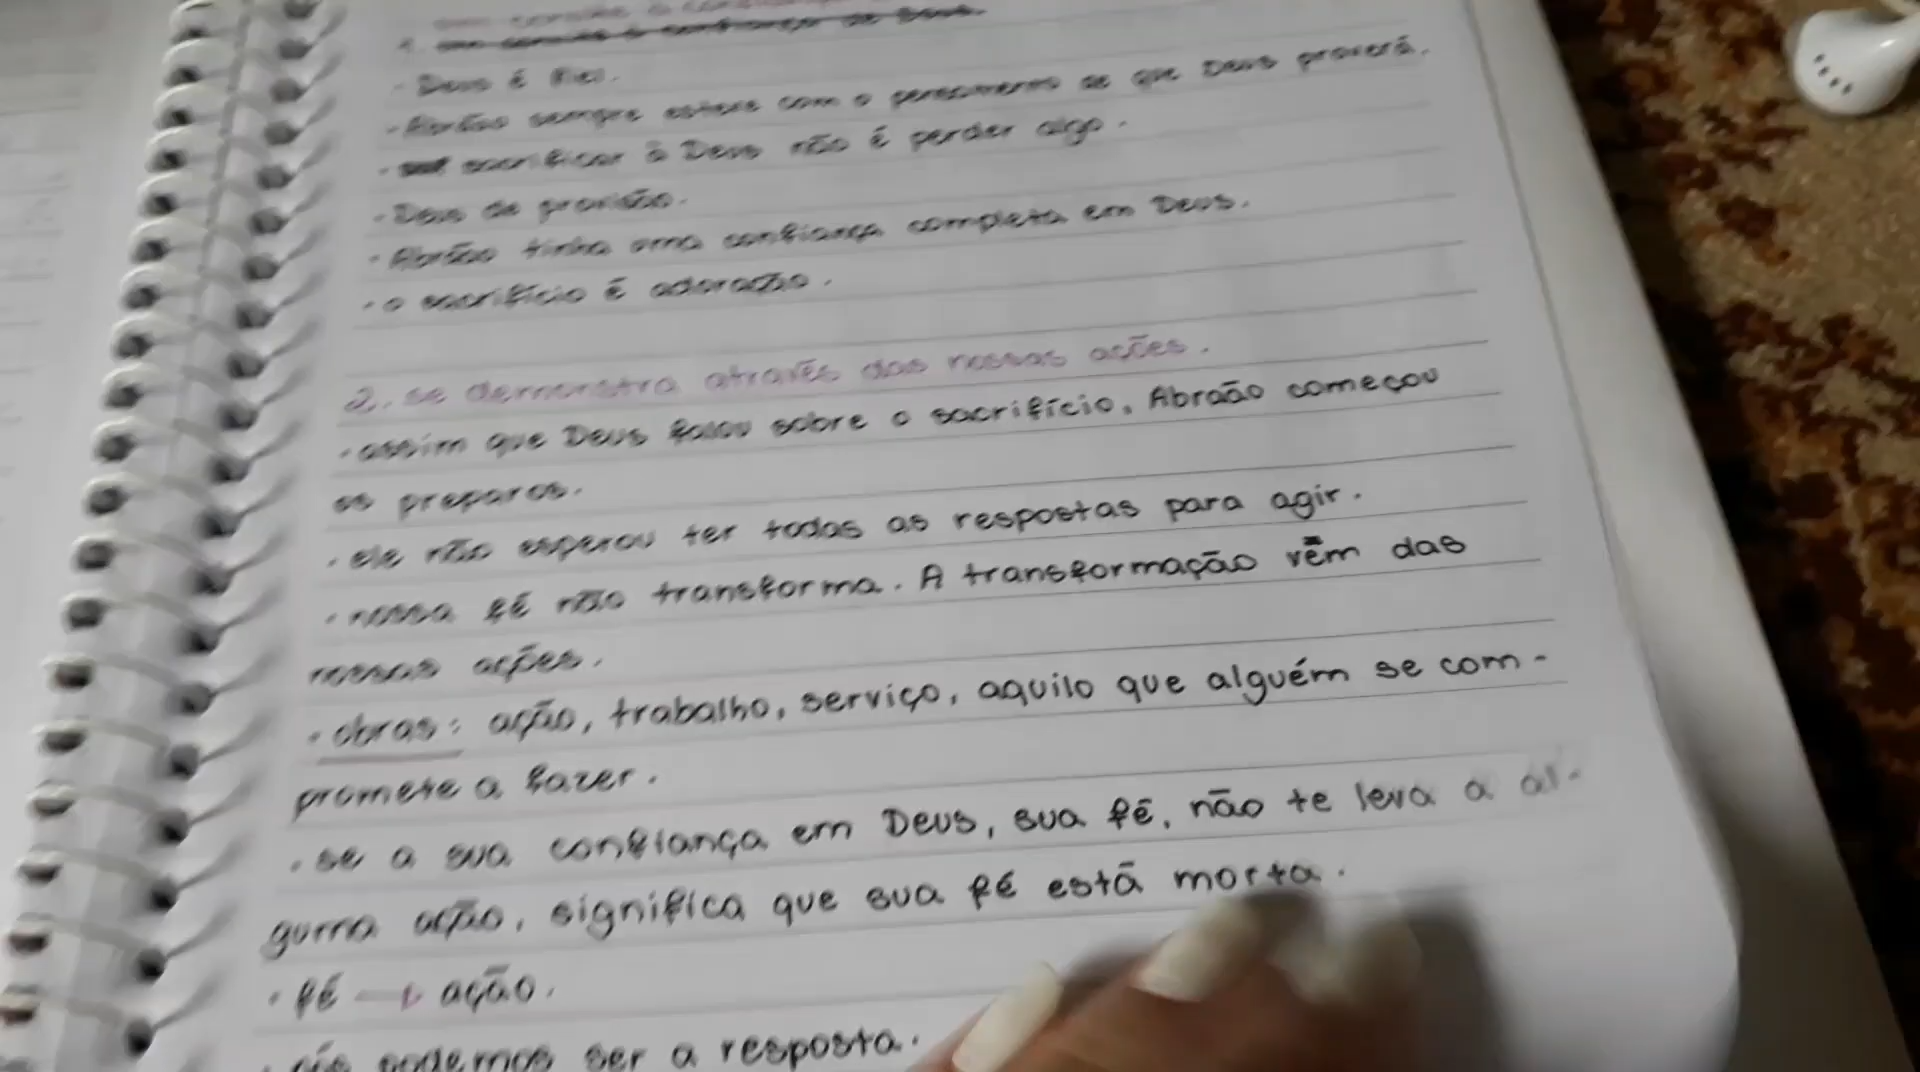 · Deus é fiel.
· Abraão sempre esteve com o pensamento de que Deus proverá.
· sacrificar à Deus não é perder algo.
· Deus de provisão.
· Abraão tinha uma confiança completa em Deus.
· o sacrifício é adoração.
2. se demonstra através das nossas ações.
· assim que Deus falou sobre o sacrifício, Abraão começou
os preparos.
· ele não esperou ter todas as respostas para agir.
· nossa fé não transforma. A transformação vêm das
nossas ações.
· obras: ação, trabalho, serviço, aquilo que alguém se com-
promete a fazer.
· se a sua confiança em Deus, sua fé, não te leva a al-
guma ação, significa que sua fé está morta.
· fé → ação.
· nós podemos ser a resposta.